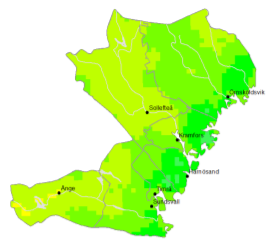 Örnsköldsvik
Sollefteå
Kramfors
Härnösand
Ånge
Timrå
Sundsvall